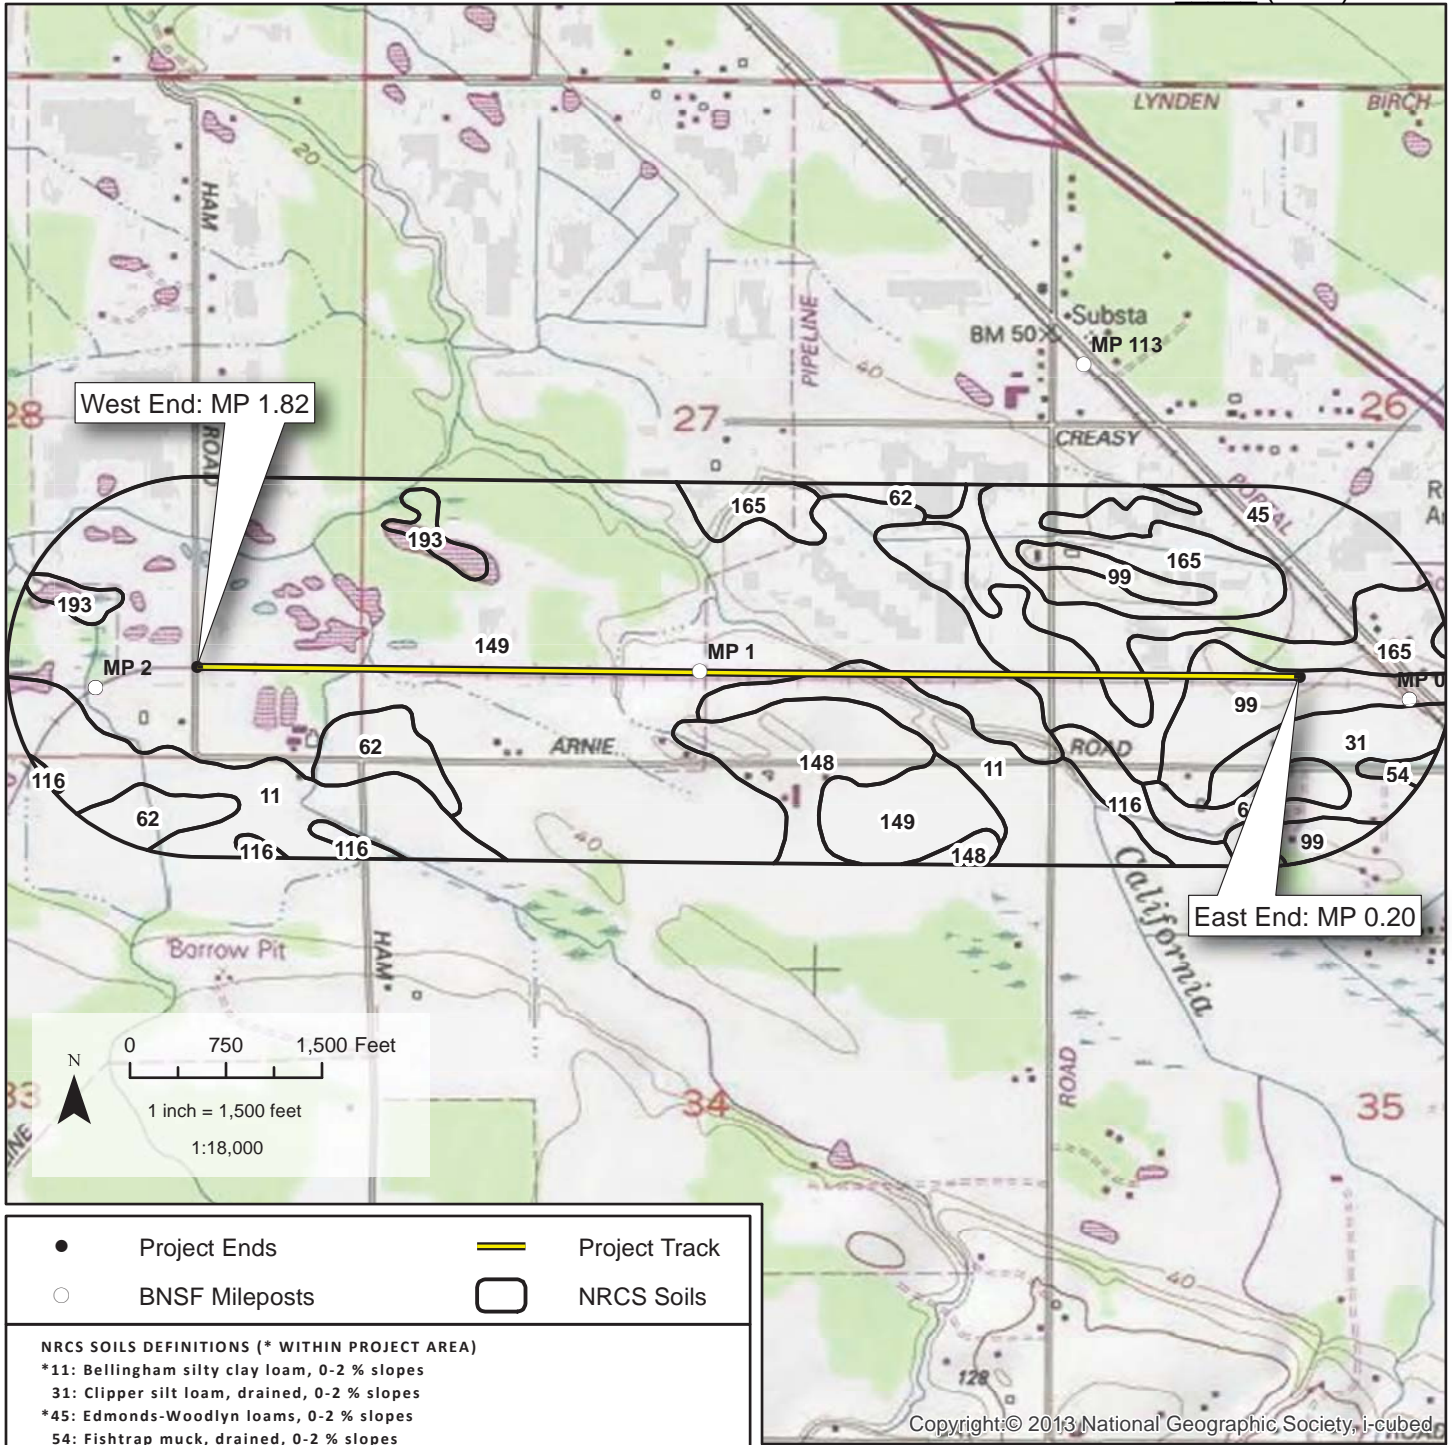 LYNDEN
BIRCH
20
HAM
ROAD
PIPELINE
Substa
BM 50
MP 113
40
West End: MP 1.82
28
27
26
CREASY
PORTAL
165
62
45
193
165
99
193
149
MP 1
165
MP 2
MP 0
99
62
ARNIE
ROAD
31
148
11
54
116
11
116
62
149
99
116
116
148
East End: MP 0.20
40
California
Borrow Pit
HAM
0 750 1,500 Feet
N
1 inch = 1,500 feet
1:18,000
33
34
35
ROAD
40
128
Copyright:© 2013 National Geographic Society, i-cubed
Project Ends
Project Track
BNSF Mileposts
NRCS Soils
NRCS SOILS DEFINITIONS (* WITHIN PROJECT AREA)
*11: Bellingham silty clay loam, 0-2 % slopes
31: Clipper silt loam, drained, 0-2 % slopes
*45: Edmonds-Woodlyn loams, 0-2 % slopes
54: Fishtrap muck, drained, 0-2 % slopes